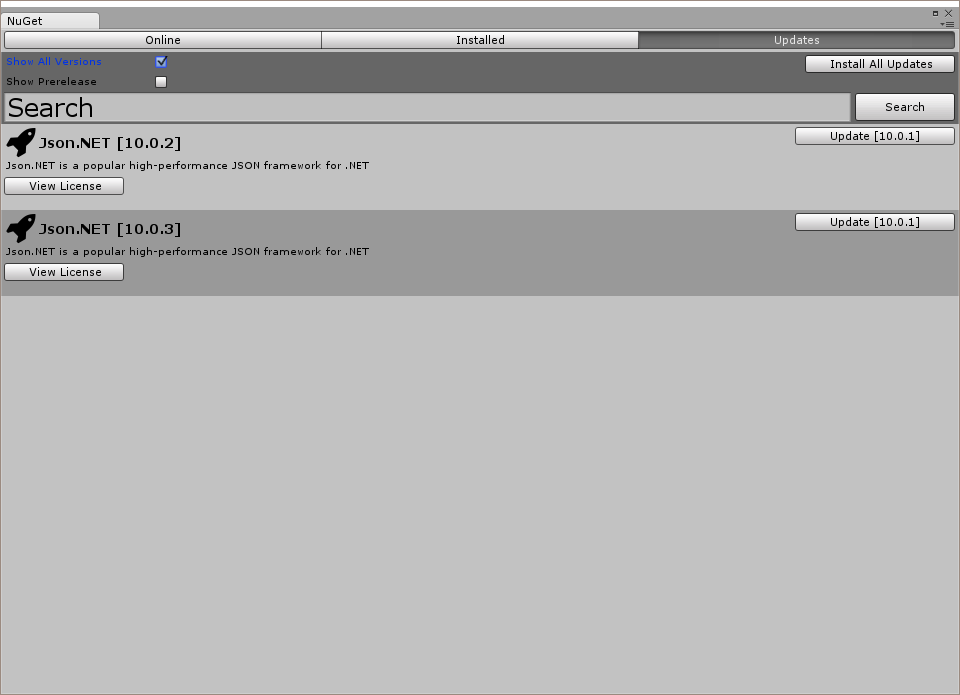 NuGet
Online Installed Updates
Show All Versions Install All Updates
Show Prerelease
Search Search
Json.NET [10.0.2] Update [10.0.1]
Json.NET is a popular high-performance JSON framework for .NET
View License
Json.NET [10.0.3] Update [10.0.1]
Json.NET is a popular high-performance JSON framework for .NET
View License